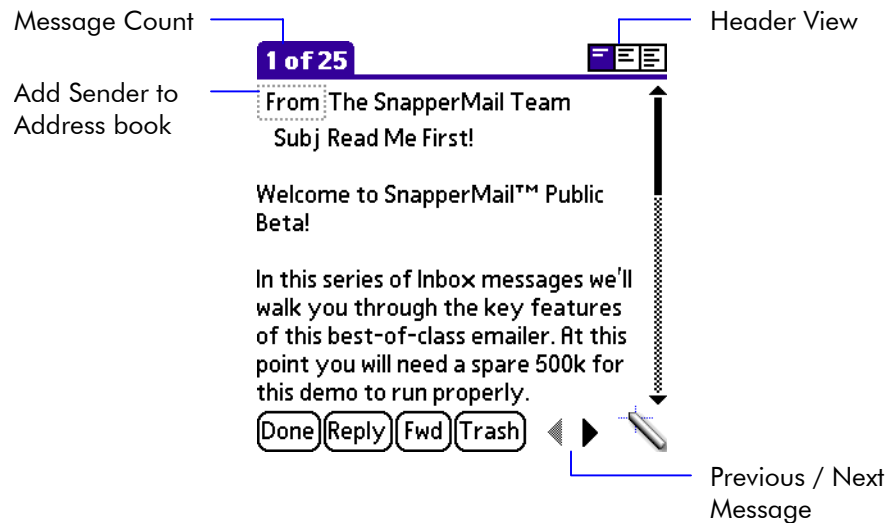 Message Count
Header View
1 of 25
Add Sender to
Address book
From The SnapperMail Team
Subj Read Me First!
Welcome to SnapperMail™ Public
Beta!
In this series of Inbox messages we'll
walk you through the key features
of this best-of-class emailer. At this
point you will need a spare 500k for
this demo to run properly.
Done Reply Fwd Trash
Previous / Next
Message